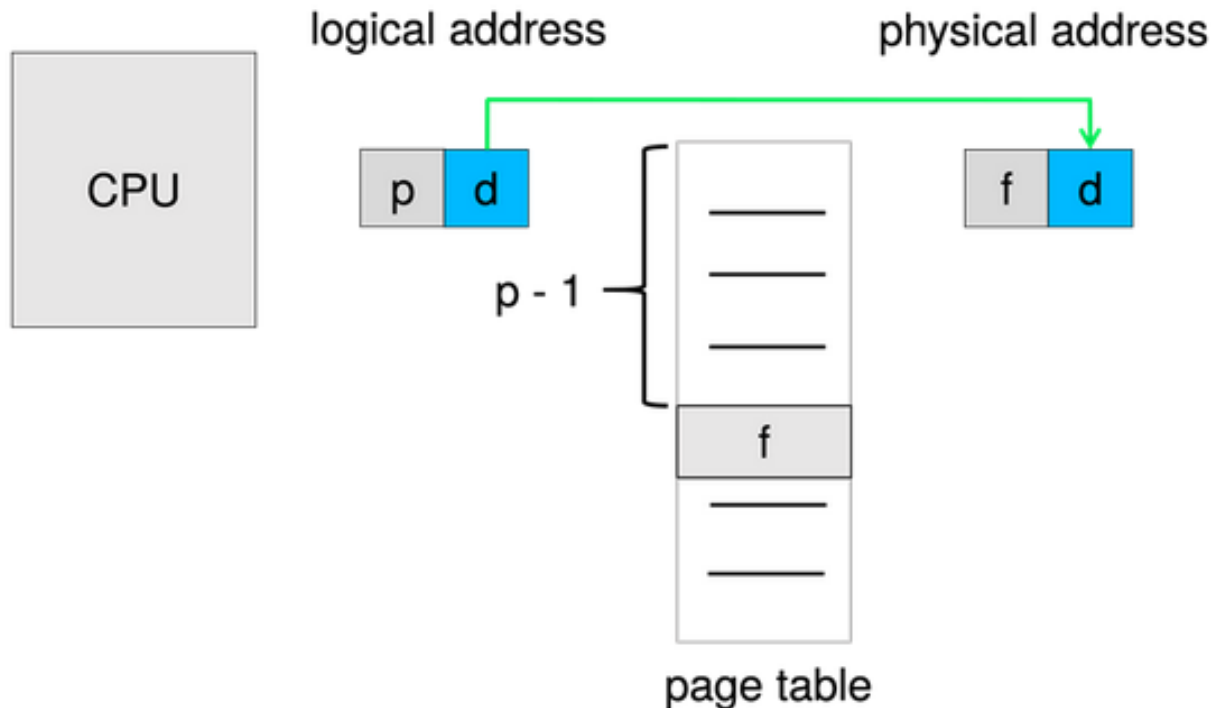 logical address
physical address
CPU
p d
f d
p - 1
f
page table